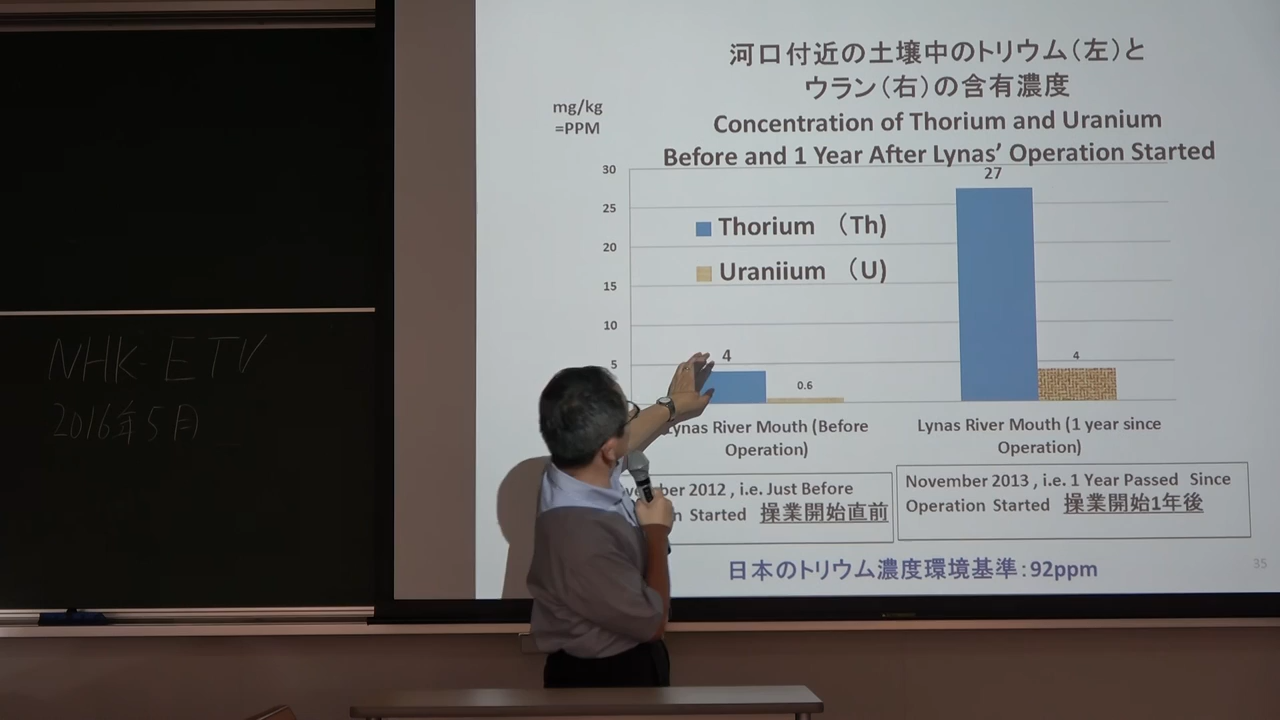 NHK-ETV
2016年5月
河口付近の土壌中のトリウム（左）と
ウラン（右）の含有濃度
mg/kg
=PPM
Concentration of Thorium and Uranium
Before and 1 Year After Lynas’ Operation Started
30
25
20
15
10
5
Thorium （Th)
Uraniium （U)
4
0.6
27
4
Lynas River Mouth (Before
Operation)
Lynas River Mouth (1 year since
Operation)
2012 , i.e. Just Before
Started 操業開始直前
November 2013 , i.e. 1 Year Passed Since
Operation Started 操業開始1年後
日本のトリウム濃度環境基準：92ppm
35